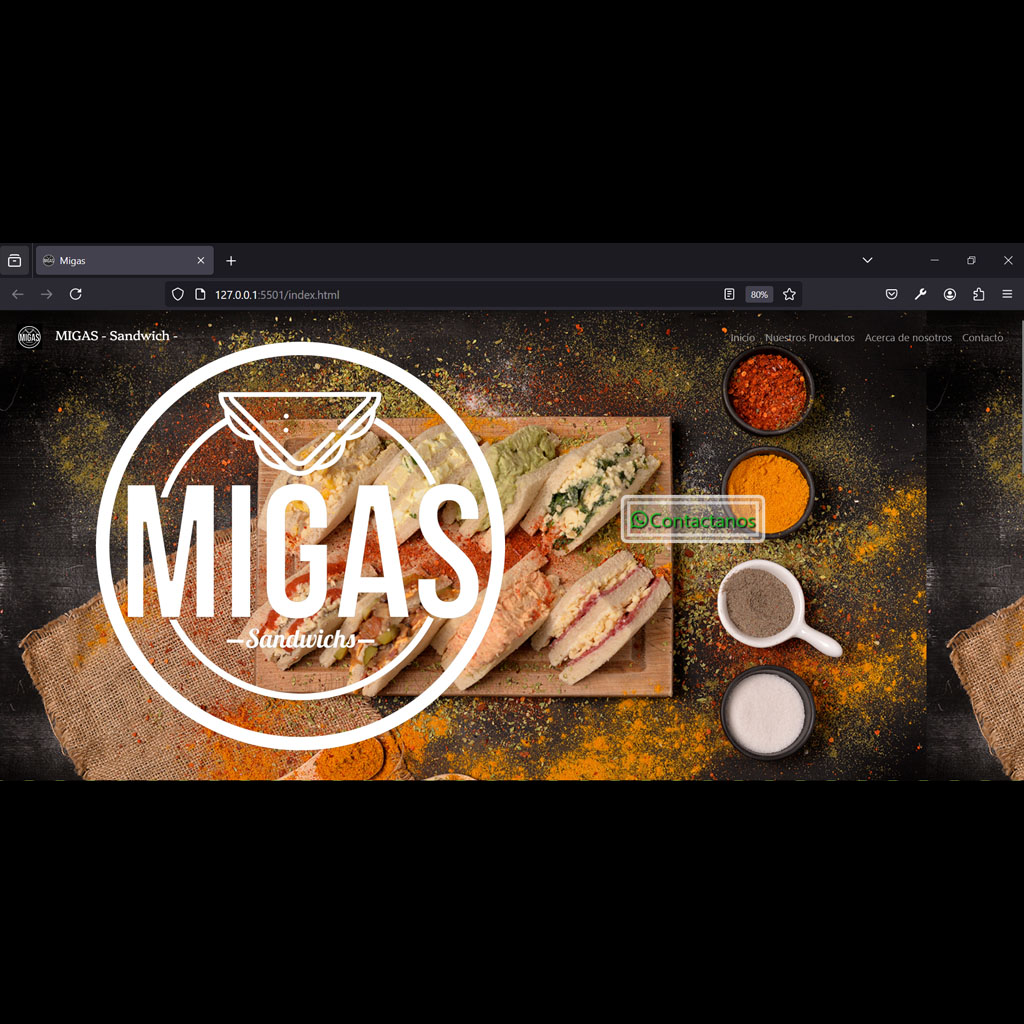 Migas
127.0.0.1:5501/index.html
80%
MIGAS
MIGAS - Sandwich -
Inicio Nuestros Productos Acerca de nosotros Contacto
MIGAS
Sandwichs
Contactanos